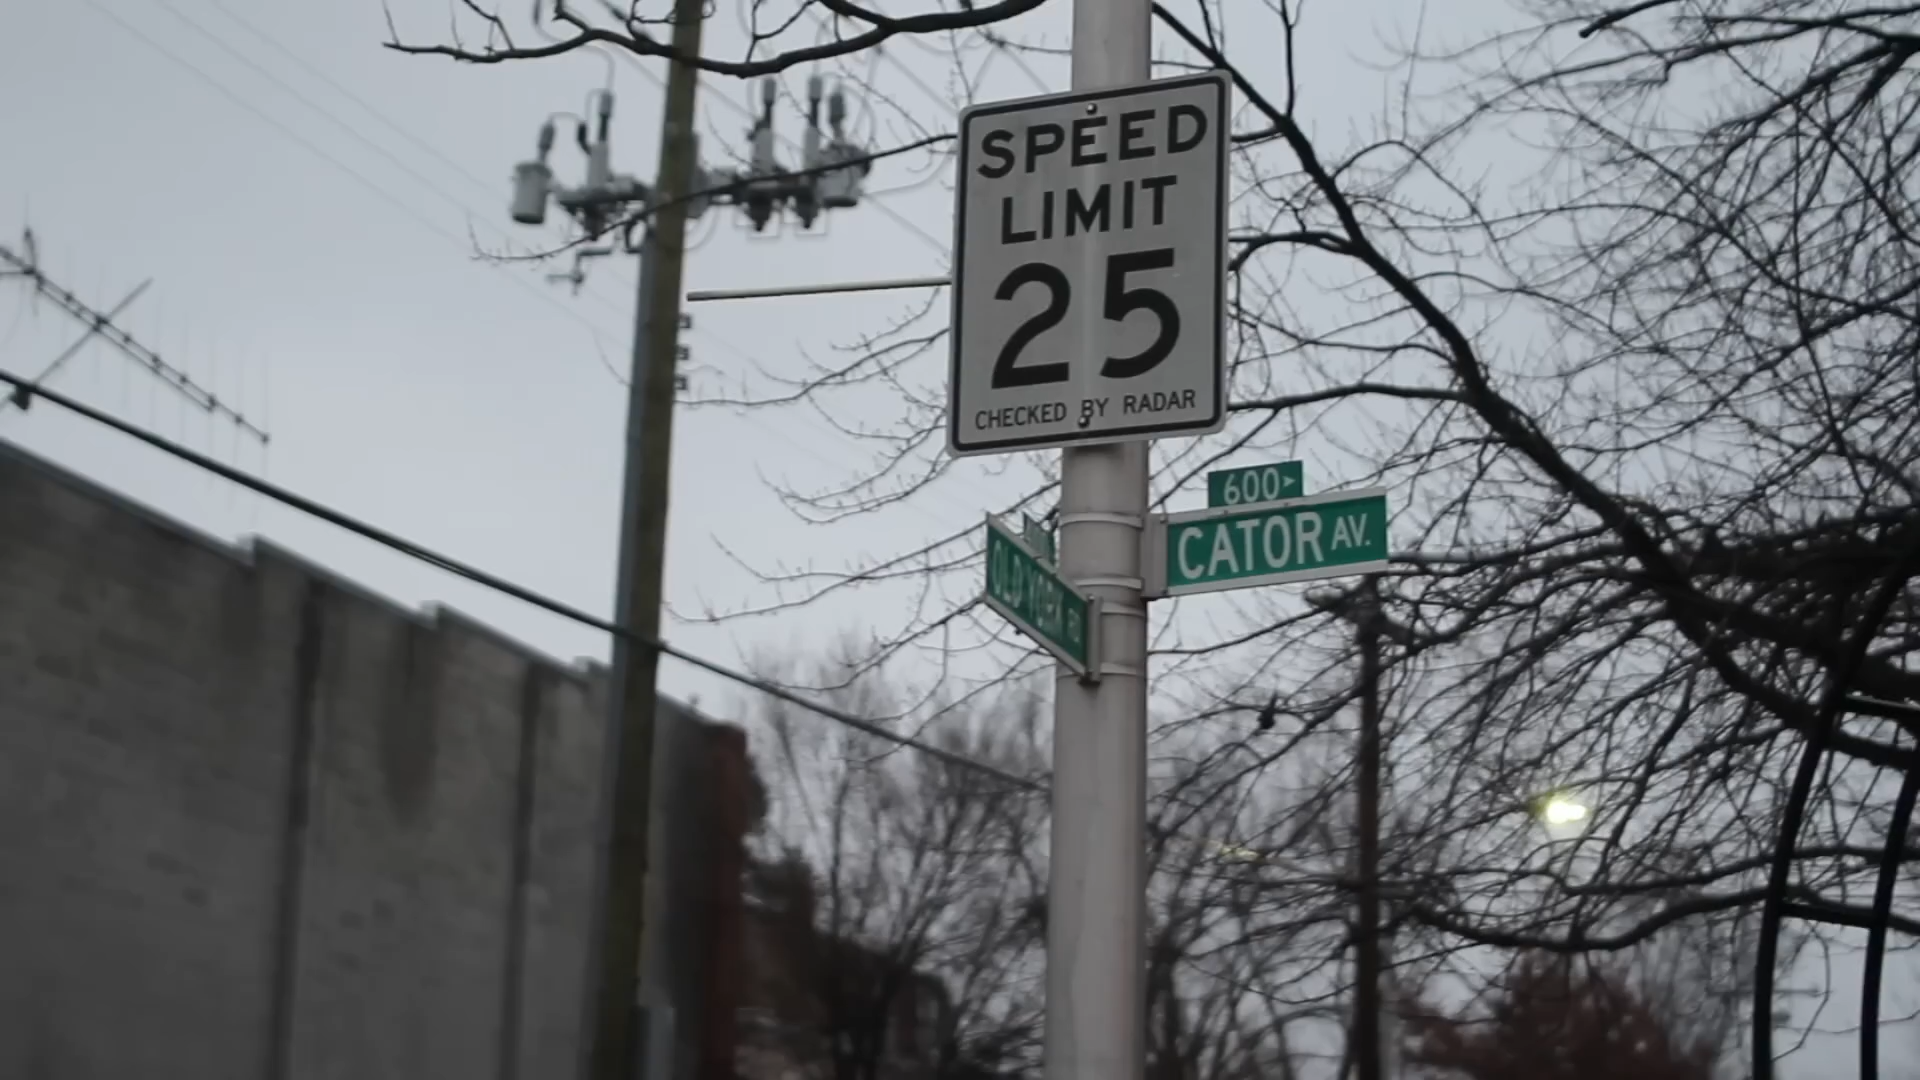 SPEED
LIMIT
25
CHECKED BY RADAR
600
CATOR AV.
OLD YORK RD